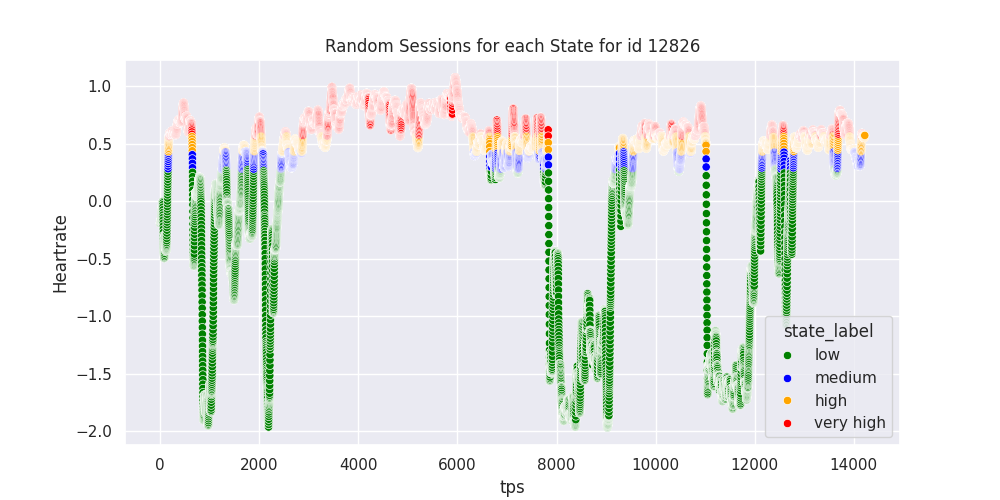 Random Sessions for each State for id 12826
Heartrate
1.0
0.5
0.0
−0.5
−1.0
−1.5
−2.0
state_label
low
medium
high
very high
0 2000 4000 6000 8000 10000 12000 14000
tps